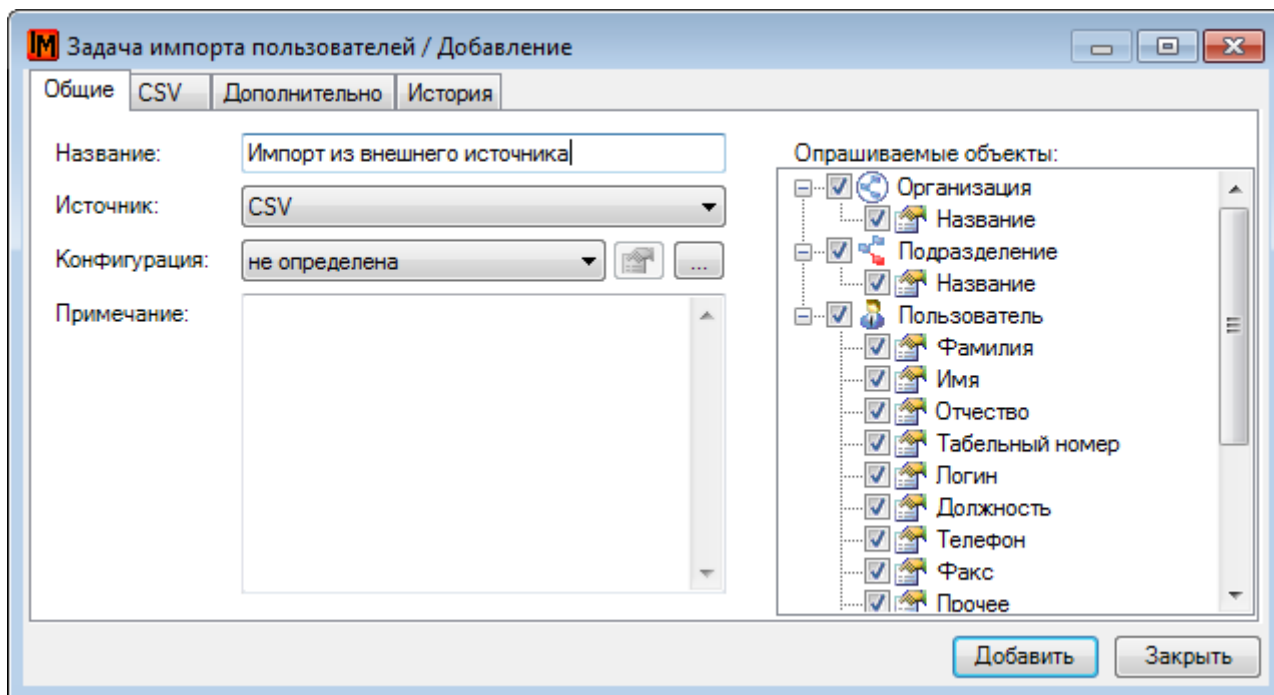 IM Задача импорта пользователей / Добавление
Общие CSV Дополнительно История
Название: Импорт из внешнего источника
Источник: CSV
Конфигурация: не определена ...
Примечание:
Опрашиваемые объекты:
Организация
Название
Подразделение
Название
Пользователь
Фамилия
Имя
Отчество
Табельный номер
Логин
Должность
Телефон
Факс
Прочее
Добавить Закрыть